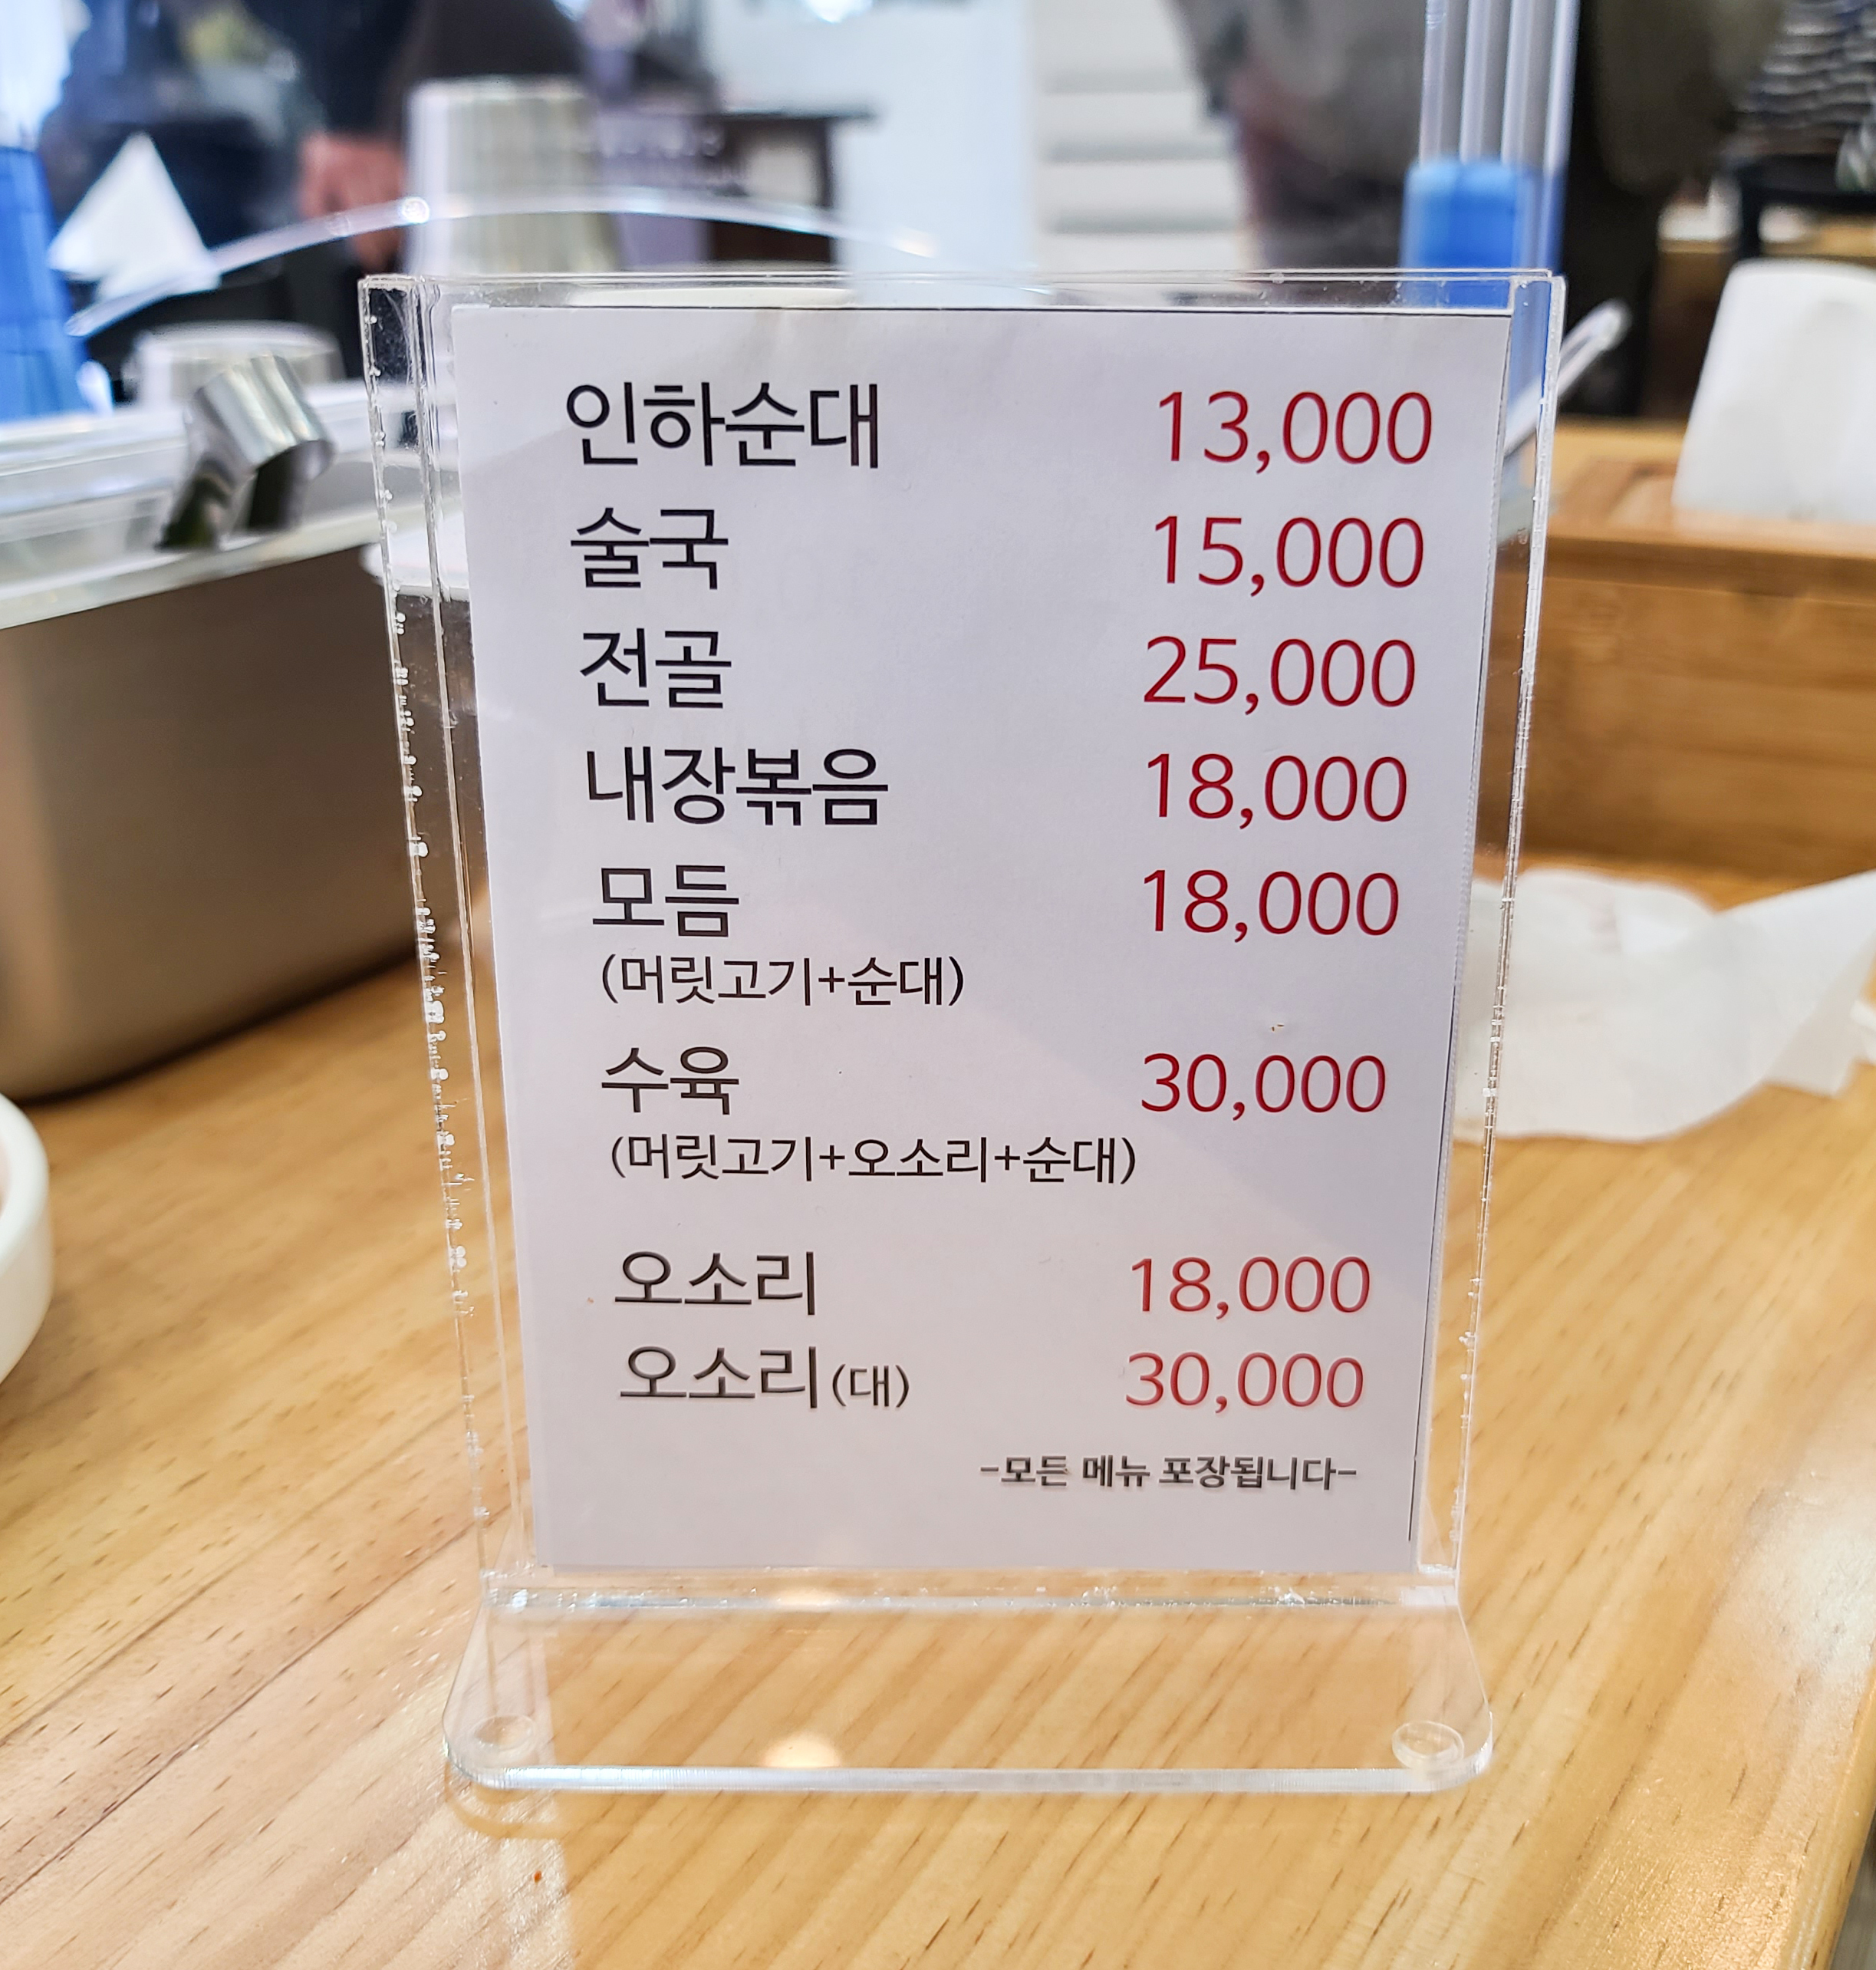 인하순대 13,000
술국 15,000
전골 25,000
내장볶음 18,000
모듬 18,000
(머릿고기+순대)
수육 30,000
(머릿고기+오소리+순대)
오소리 18,000
오소리(대) 30,000
-모든 메뉴 포장됩니다-